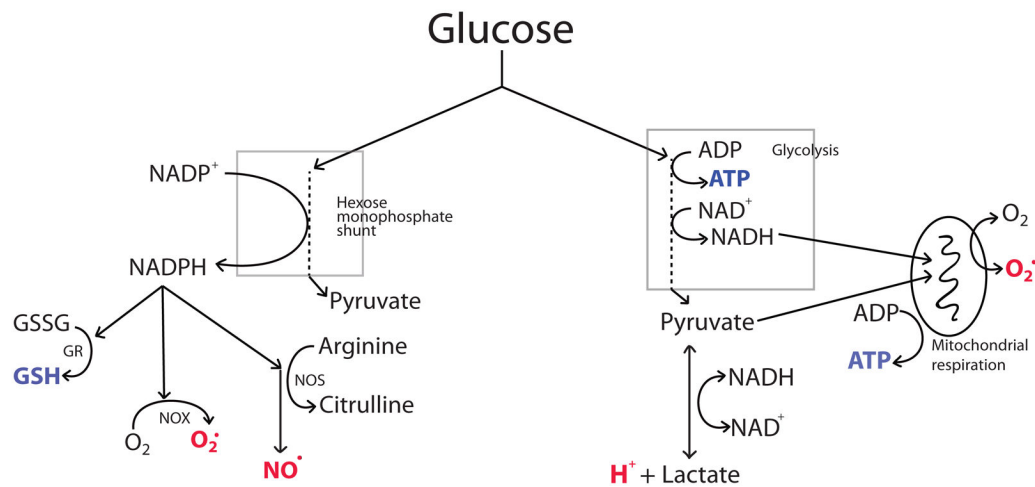 Glucose
NADP+
Hexose
monophosphate
shunt
NADPH
Pyruvate
GSSG
GR
GSH
NOX
O2
O2•
Arginine
NOS
Citrulline
NO•
ADP
Glycolysis
ATP
NAD+
NADH
Pyruvate
NADH
NAD+
H+ + Lactate
O2
O2•
ADP
ATP
Mitochondrial
respiration